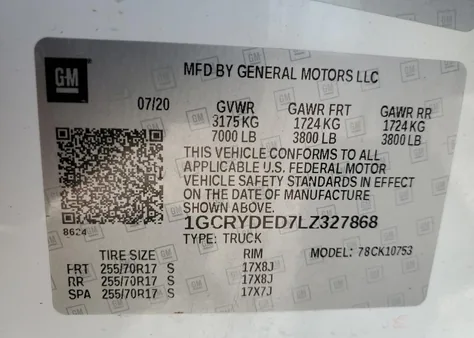 GM
MFD BY GENERAL MOTORS LLC
07/20 GVWR GAWR FRT GAWR RR
3175 KG 1724 KG 1724 KG
7000 LB 3800 LB 3800 LB
THIS VEHICLE CONFORMS TO ALL
APPLICABLE U.S. FEDERAL MOTOR
VEHICLE SAFETY STANDARDS IN EFFECT
ON THE DATE OF MANUFACTURE
SHOWN ABOVE.
8624
1GCRYDED7LZ327868
TYPE: TRUCK MODEL: 78CK10753
TIRE SIZE RIM
FRT 255/70R17 S 17X8J
RR 255/70R17 S 17X8J
SPA 255/70R17 S 17X7J